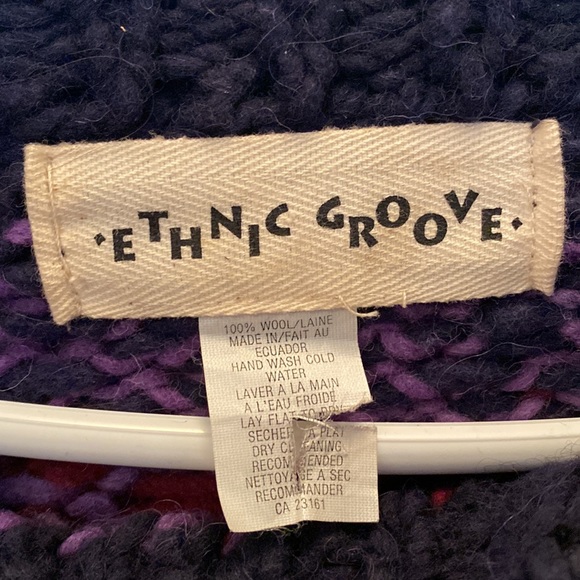 ETHNIC GROOVE
100% WOOL/LAINE
MADE IN/FAIT AU
ECUADOR
HAND WASH COLD
WATER
LAVER À LA MAIN
A L'EAU FROIDE
LAY FLAT TO DRY
SECHER A PLAT
DRY CLEANING
RECOMMENDED
NETTOYAGE A SEC
RECOMMANDER
CA 23161